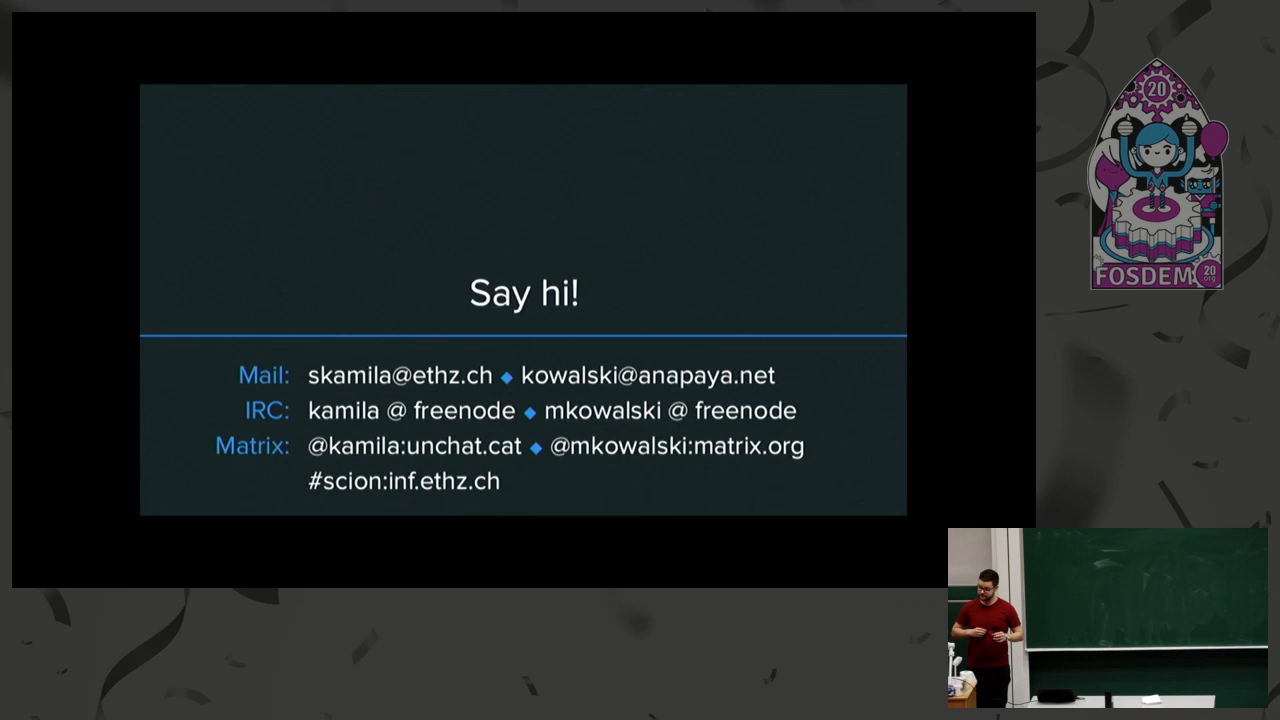 Say hi!
Mail: skamila@ethz.ch ◆ kowalski@anapaya.net
IRC: kamila @ freenode ◆ mkowalski @ freenode
Matrix: @kamila:unchat.cat ◆ @mkowalski:matrix.org
#scion:inf.ethz.ch
20
FOSDEM
20
org